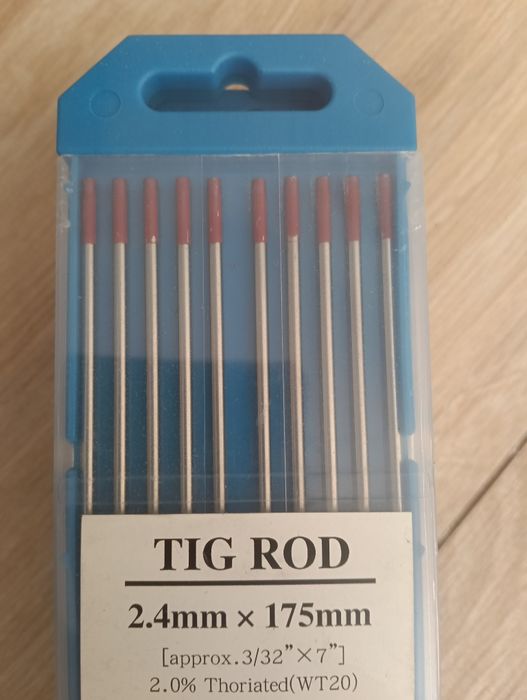 TIG ROD
2.4mm × 175mm
[approx.3/32”×7”]
2.0% Thoriated(WT20)